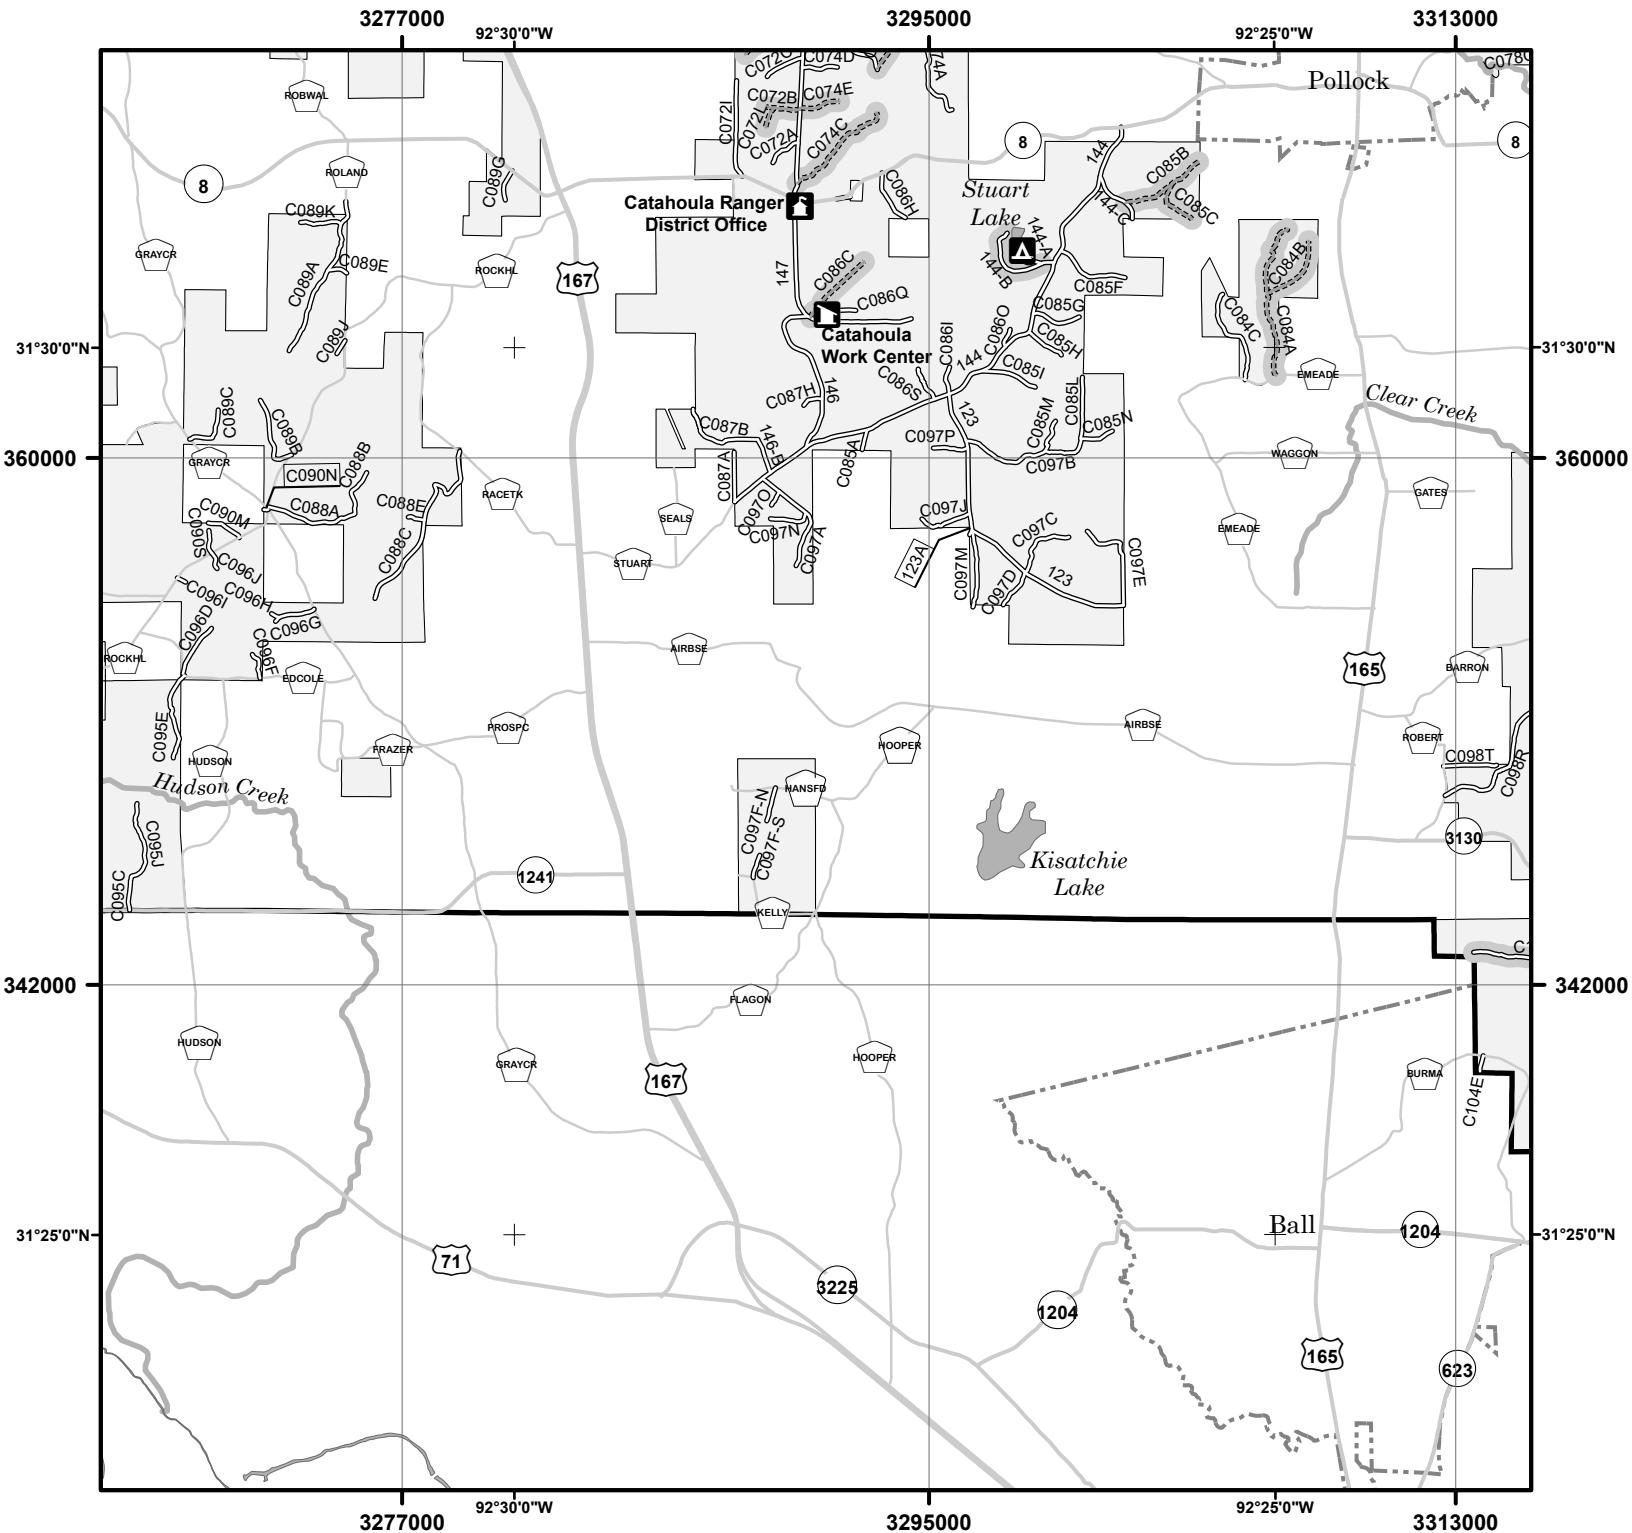 3277000
3295000
3313000
92°30'0"W
92°25'0"W
C072C
C074D
74A
C078C
Pollock
ROBWAL
C072I
C072B
C074E
C072L
C072A
C074C
8
8
144
C085B
ROLAND
8
C089G
C086H
Stuart
Lake
144-C
C085C
Catahoula Ranger
District Office
C089K
144-A
GRAYCR
C089A
C089E
ROCKHL
167
147
C086C
144-B
C084B
C085F
C086Q
C085G
C084C
C084A
C089J
Catahoula
Work Center
C086I
C086O
C085H
31°30'0"N
31°30'0"N
144
C085I
EMEADE
C086S
C087H
146
Clear Creek
C089C
C089B
C087B
146-B
123
C085M
C085L
C085N
C097P
360000
360000
GRAYCR
C088B
C090N
C087A
C085A
C097B
WAGGON
RACETK
GATES
C090M
C088A
C088E
C090S
SEALS
C097O
C097J
EMEADE
C097N
C097A
C097C
C088C
STUART
123A
C097M
C097D
123
C097E
C096J
C096I
C096H
C096D
C096G
C096F
AIRBSE
ROCKHL
EDCOLE
165
BARRON
C095E
PROSPC
AIRBSE
HUDSON
FRAZER
HOOPER
ROBERT
C098T
C098R
Hudson Creek
HANSFD
C097F-N
C097F-S
C095J
3130
Kisatchie
Lake
C095C
1241
KELLY
C1
342000
342000
FLAGON
HUDSON
GRAYCR
HOOPER
167
BURMA
C104E
Ball
1204
31°25'0"N
31°25'0"N
71
3225
1204
165
623
92°30'0"W
92°25'0"W
3277000
3295000
3313000